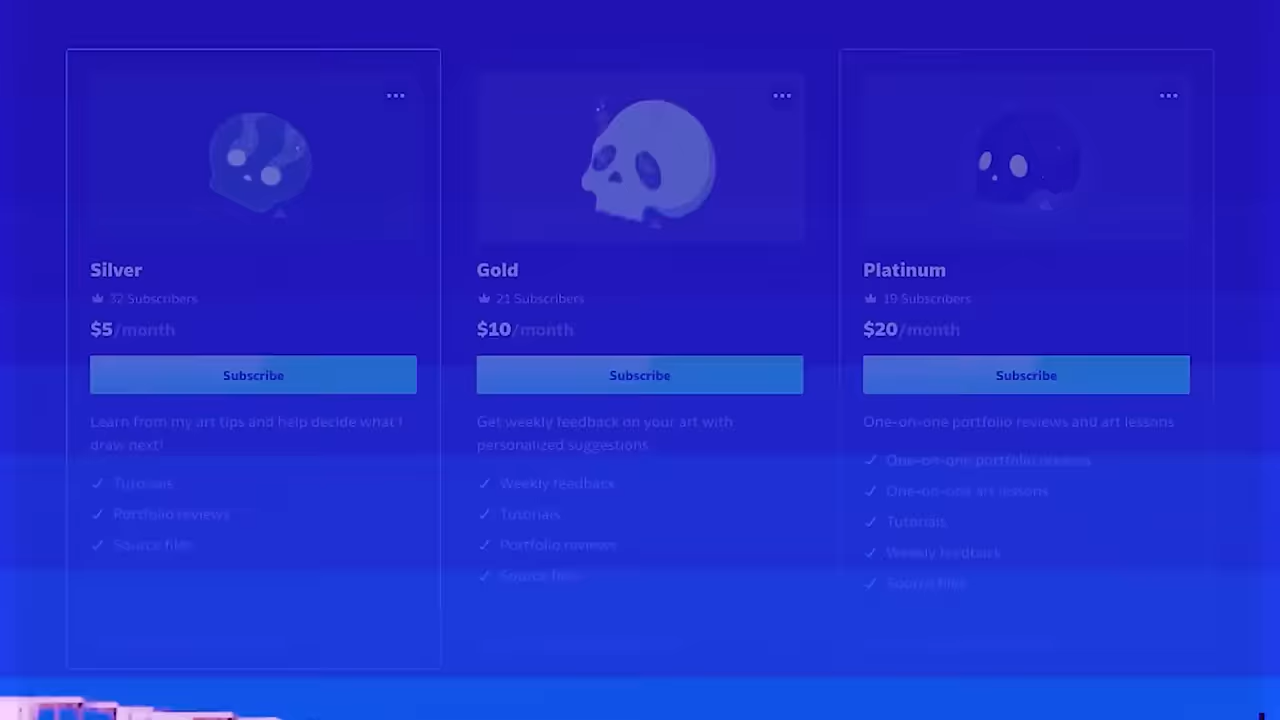 Silver
32 Subscribers
$5/month
Subscribe
Learn from my art tips and help decide what I
draw next!
Tutorials
Portfolio reviews
Source files
Gold
21 Subscribers
$10/month
Subscribe
Get weekly feedback on your art with
personalized suggestions
Weekly feedback
Tustiriais
Portfolio reviews
Source files
Platinum
19 Subscribers
$20/month
Subscribe
One-on-one portfolio reviews and art lessons
One-on-one portfolio reviews
One-on-one art lessons
Tutorials
Weekly feedback
Source files